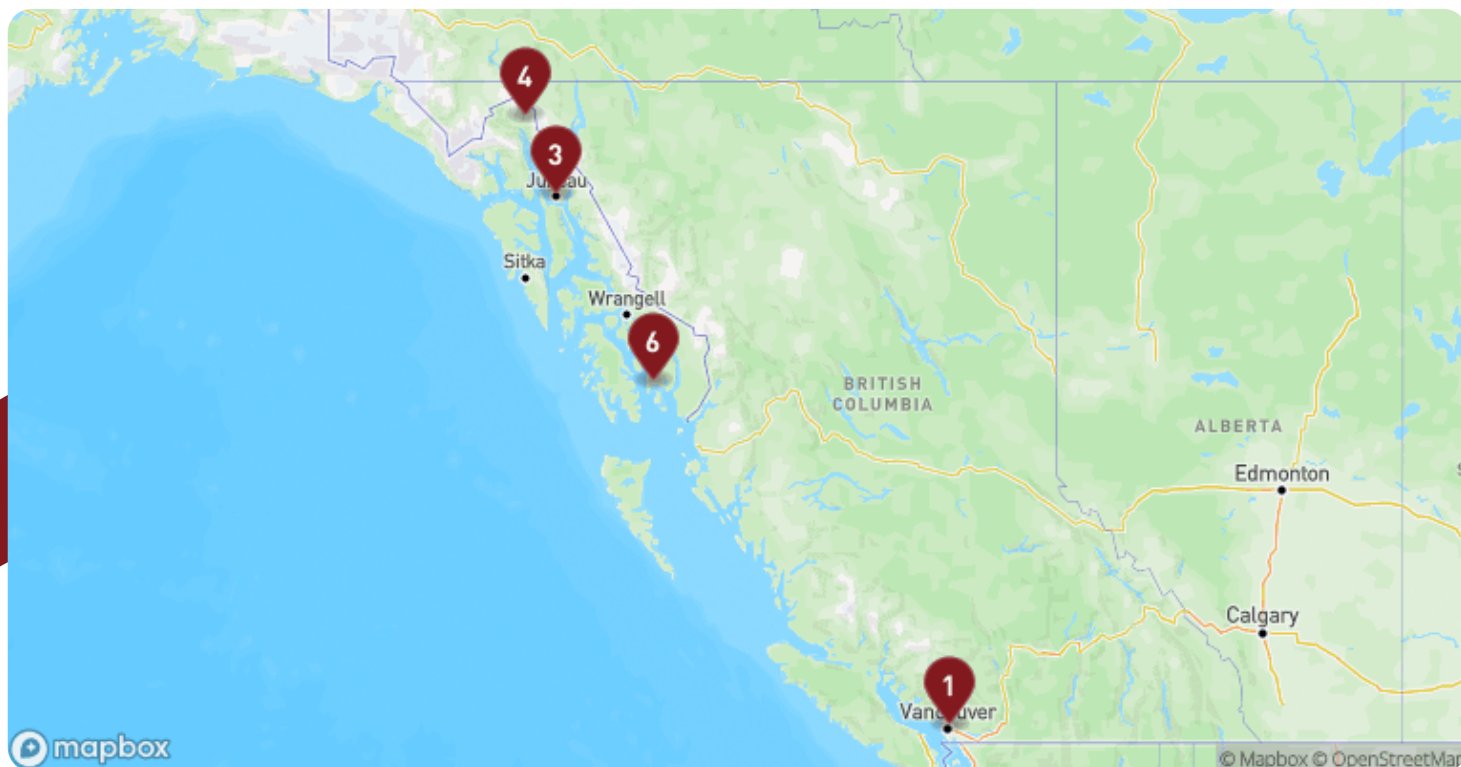 4
3
Juneau
Sitka
Wrangell
6
BRITISH
COLUMBIA
ALBERTA
Edmonton
Calgary
1
Vancouver
mapbox
© Mapbox © OpenStreetMap